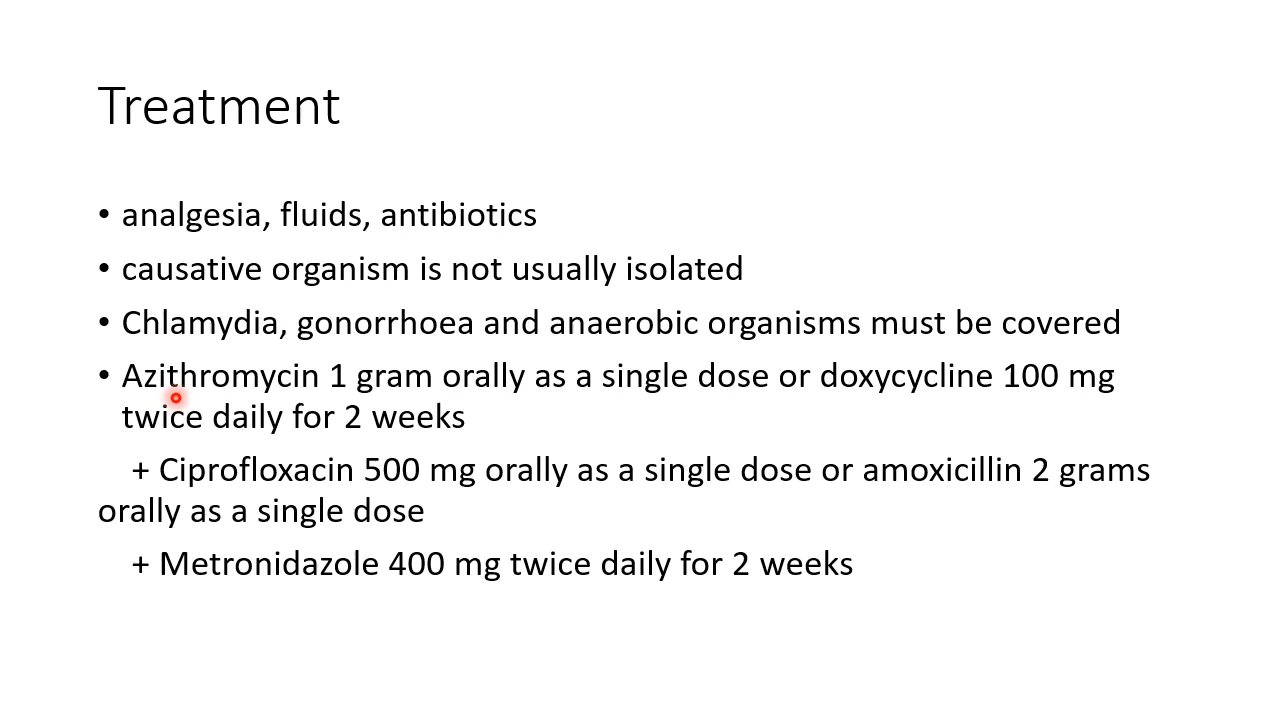 Treatment
• analgesia, fluids, antibiotics
• causative organism is not usually isolated
• Chlamydia, gonorrhoea and anaerobic organisms must be covered
• Azithromycin 1 gram orally as a single dose or doxycycline 100 mg
twice daily for 2 weeks
+ Ciprofloxacin 500 mg orally as a single dose or amoxicillin 2 grams
orally as a single dose
+ Metronidazole 400 mg twice daily for 2 weeks